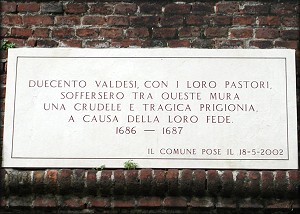 DUECENTO VALDESI, CON I LORO PASTORI,
SOFFERSERO TRA QUESTE MURA
UNA CRUDELE E TRAGICA PRIGIONIA,
A CAUSA DELLA LORO FEDE.
1686 — 1687
IL COMUNE POSE IL 18-5-2002